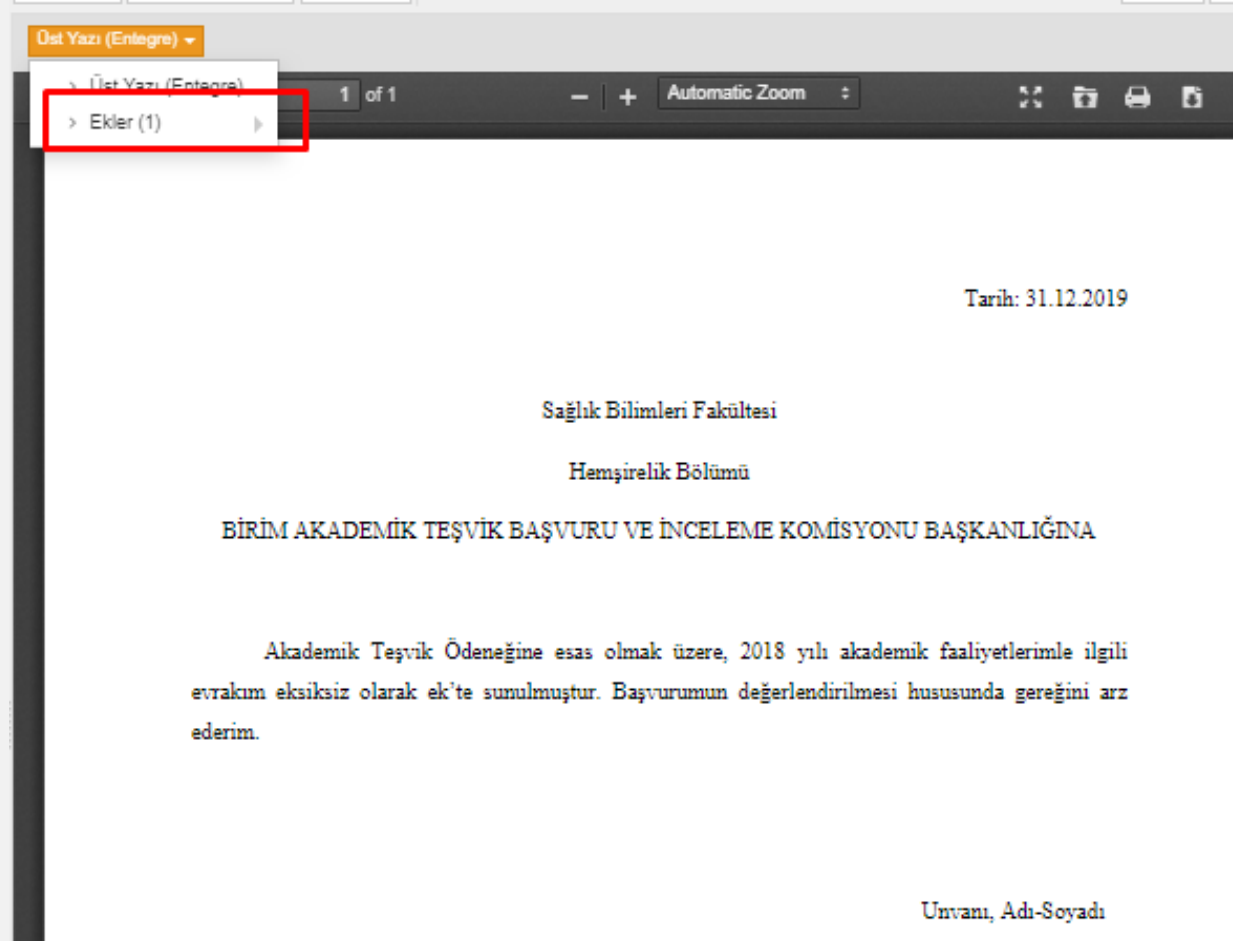 Üst Yazı (Entegre)
> Üst Yazı (Entegre)
> Ekler (1)
1 of 1
Automatic Zoom
Tarih: 31.12.2019
Sağlık Bilimleri Fakültesi
Hemşirelik Bölümü
BİRİM AKADEMİK TEŞVİK BAŞVURU VE İNCELEME KOMİSYONU BAŞKANLIĞINA
Akademik Teşvik Ödeneğine esas olmak üzere, 2018 yılı akademik faaliyetlerimle ilgili
evrakım eksiksiz olarak ek’te sunulmuştur. Başvurumun değerlendirilmesi hususunda gereğini arz
ederim.
Unvanı, Adı-Soyadı